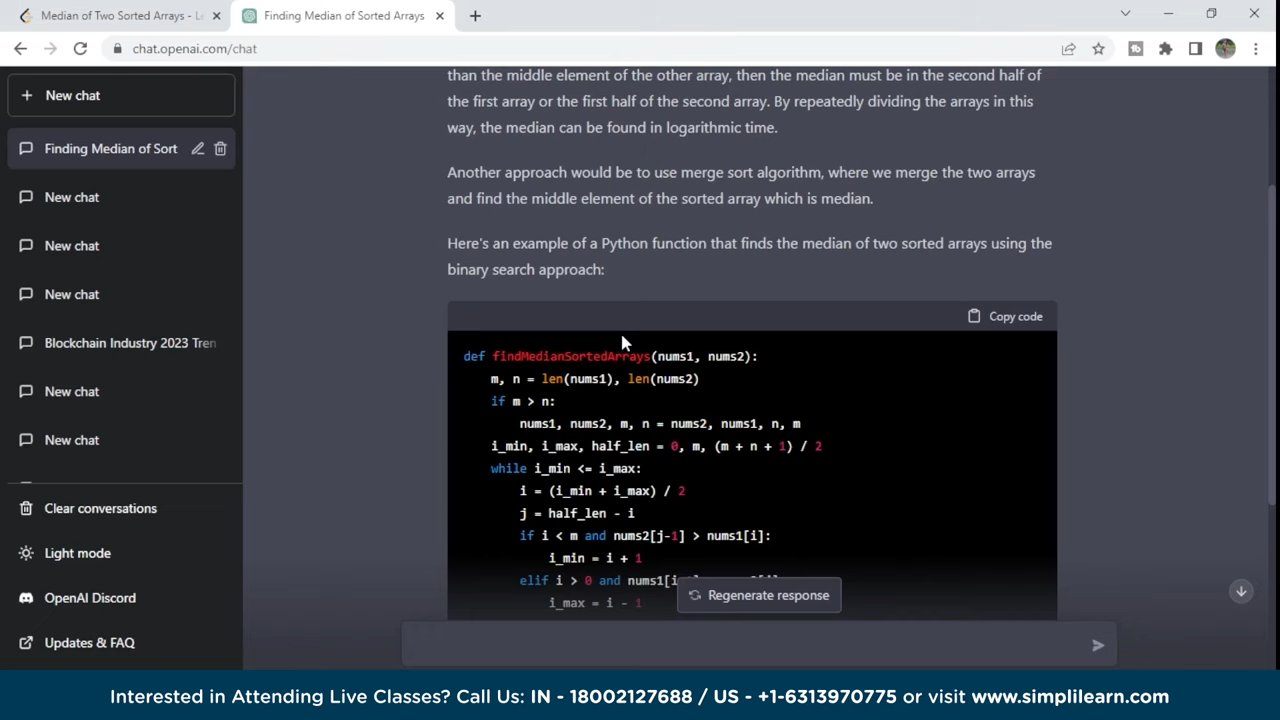 Median of Two Sorted Arrays - Le
Finding Median of Sorted Arrays
chat.openai.com/chat
New chat
Finding Median of Sort
New chat
New chat
New chat
Blockchain Industry 2023 Tren
New chat
New chat
Clear conversations
Light mode
OpenAI Discord
Updates & FAQ
than the middle element of the other array, then the median must be in the second half of
the first array or the first half of the second array. By repeatedly dividing the arrays in this
way, the median can be found in logarithmic time.
Another approach would be to use merge sort algorithm, where we merge the two arrays
and find the middle element of the sorted array which is median.
Here's an example of a Python function that finds the median of two sorted arrays using the
binary search approach:
Copy code
def findMedianSortedArrays(nums1, nums2):
m, n = len(nums1), len(nums2)
if m > n:
nums1, nums2, m, n = nums2, nums1, n, m
i_min, i_max, half_len = 0, m, (m + n + 1) / 2
while i_min <= i_max:
i = (i_min + i_max) / 2
j = half_len - i
if i < m and nums2[j-1] > nums1[i]:
i_min = i + 1
elif i > 0 and nums1[i
i_max = i - 1
Regenerate response
Interested in Attending Live Classes? Call Us: IN - 18002127688 / US - +1-6313970775 or visit www.simplilearn.com